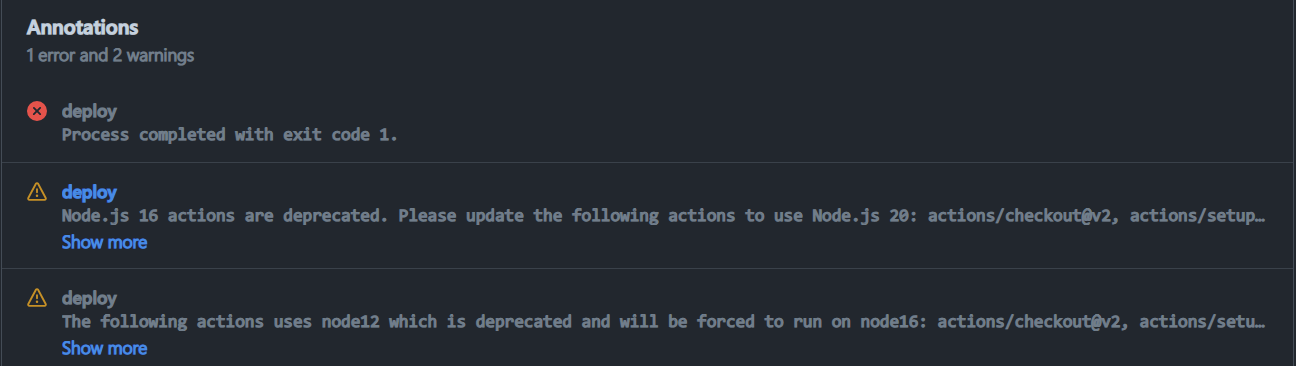 Annotations
1 error and 2 warnings
deploy
Process completed with exit code 1.
deploy
Node.js 16 actions are deprecated. Please update the following actions to use Node.js 20: actions/checkout@v2, actions/setup…
Show more
deploy
The following actions uses node12 which is deprecated and will be forced to run on node16: actions/checkout@v2, actions/setu…
Show more